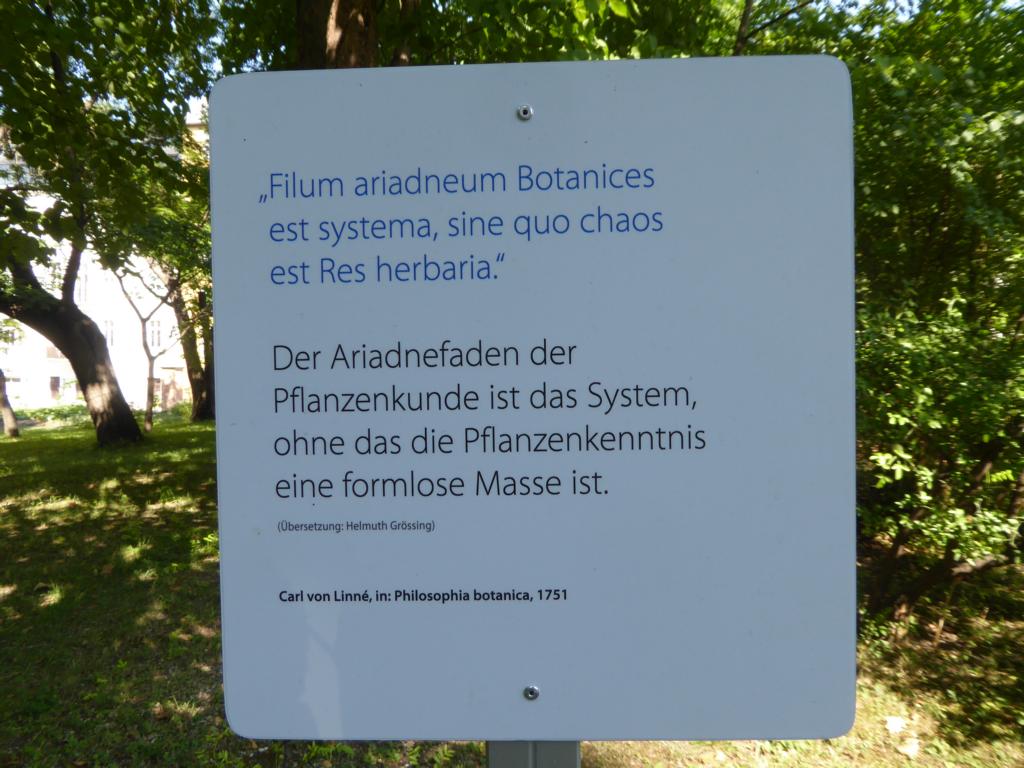 „Filum ariadneum Botanices
est systema, sine quo chaos
est Res herbaria.“
Der Ariadnefaden der
Pflanzenkunde ist das System,
ohne das die Pflanzenkenntnis
eine formlose Masse ist.
(Übersetzung: Helmuth Grössing)
Carl von Linné, in: Philosophia botanica, 1751